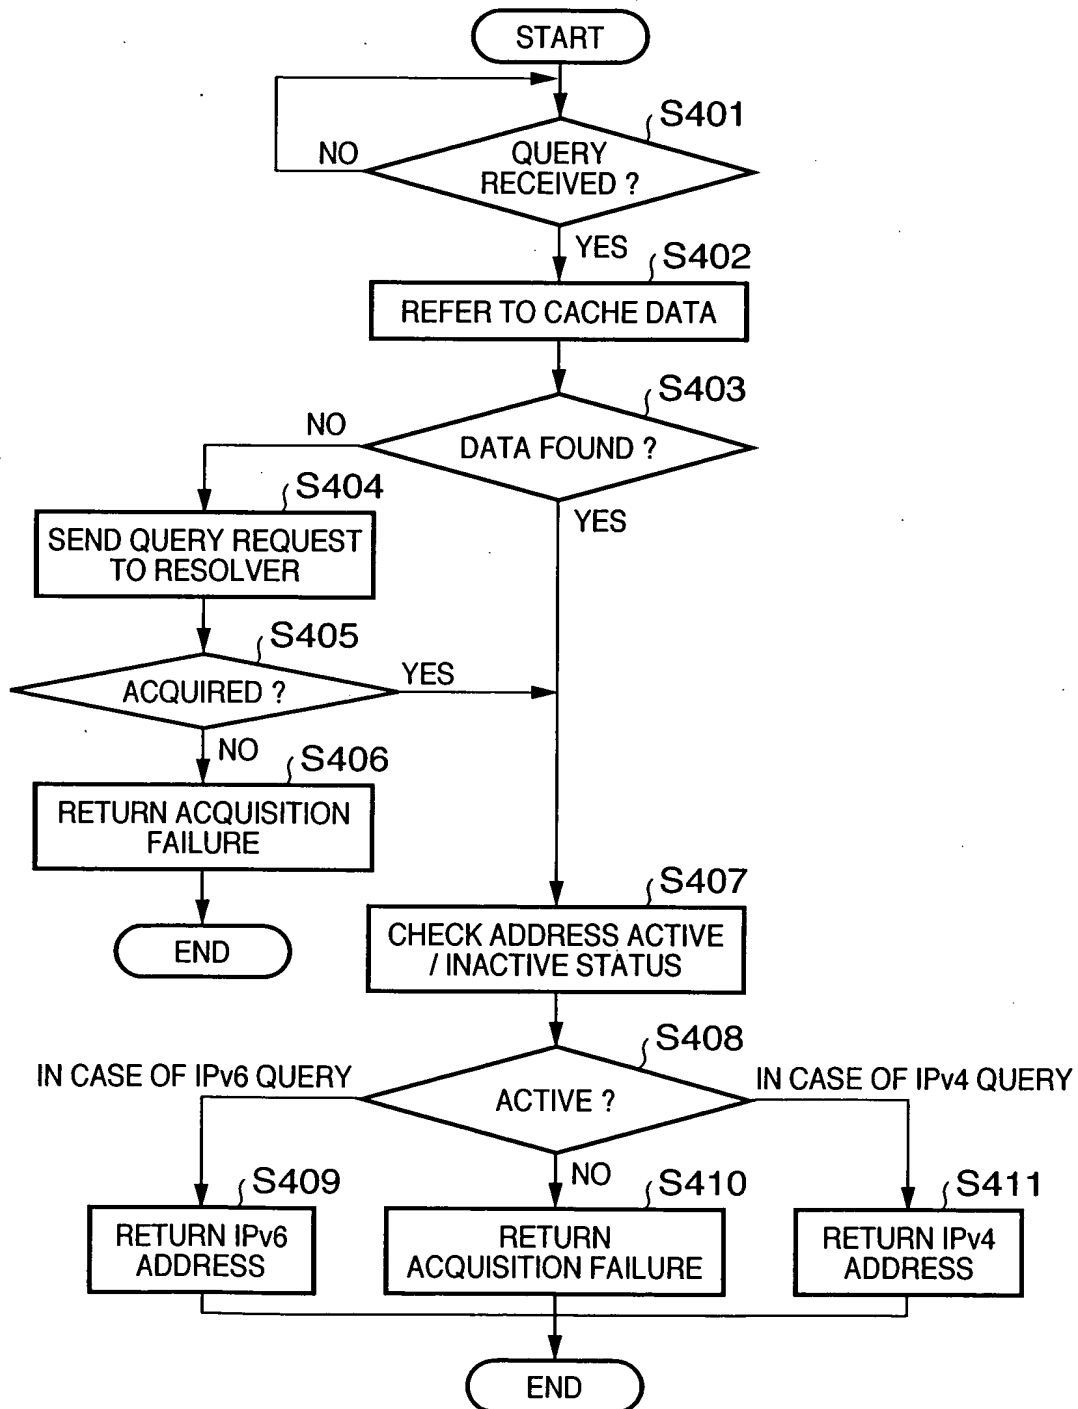 START
S401
NO
QUERY
RECEIVED ?
YES
S402
REFER TO CACHE DATA
S403
NO
DATA FOUND ?
S404
YES
SEND QUERY REQUEST
TO RESOLVER
S405
YES
ACQUIRED ?
NO
S406
RETURN ACQUISITION
FAILURE
S407
END
CHECK ADDRESS ACTIVE
/ INACTIVE STATUS
S408
IN CASE OF IPv6 QUERY
IN CASE OF IPv4 QUERY
ACTIVE ?
NO
S409
S410
S411
RETURN IPv6
ADDRESS
RETURN
ACQUISITION FAILURE
RETURN IPv4
ADDRESS
END